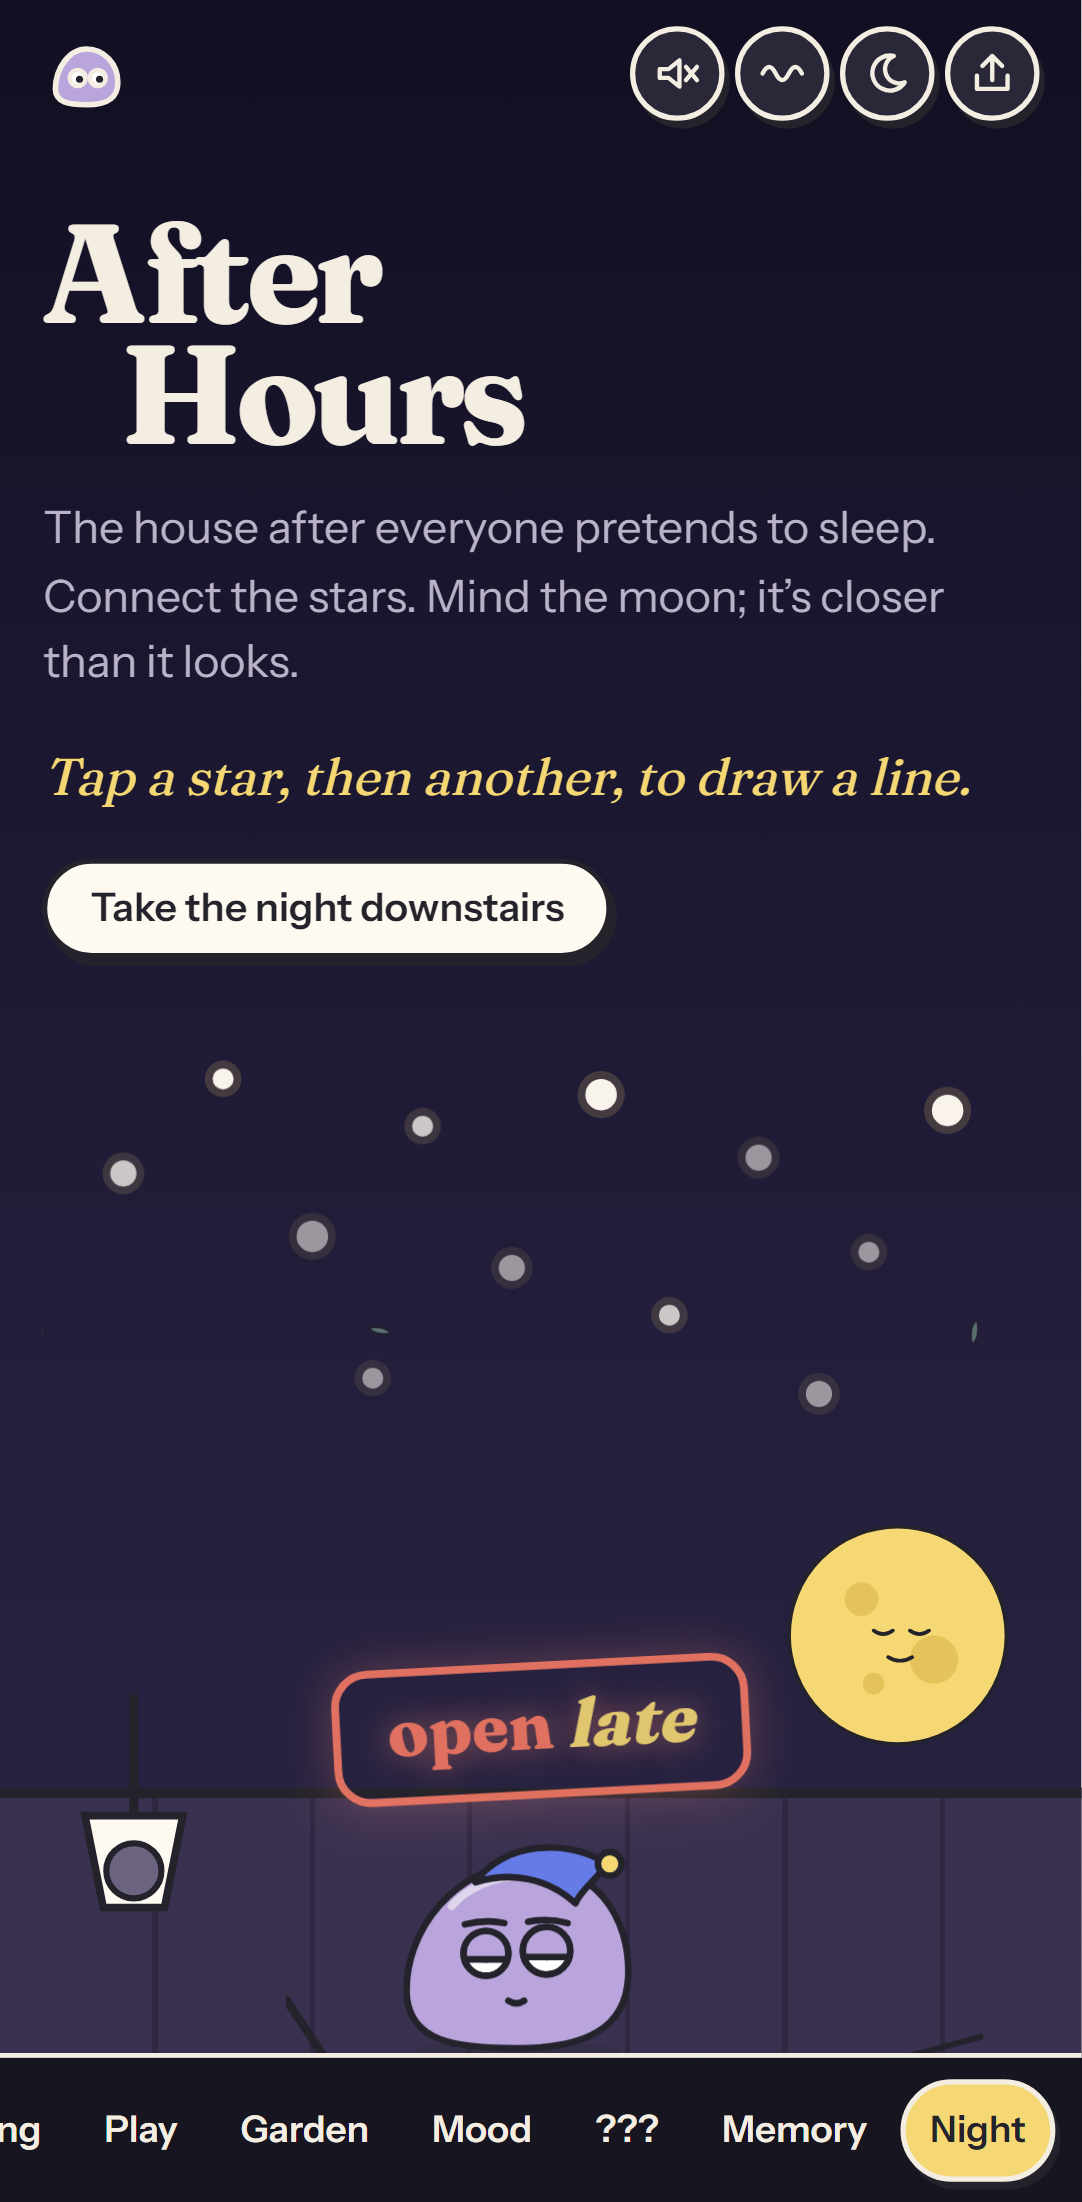 After
Hours
The house after everyone pretends to sleep.
Connect the stars. Mind the moon; it’s closer
than it looks.
Tap a star, then another, to draw a line.
Take the night downstairs
open late
ng Play Garden Mood ??? Memory Night